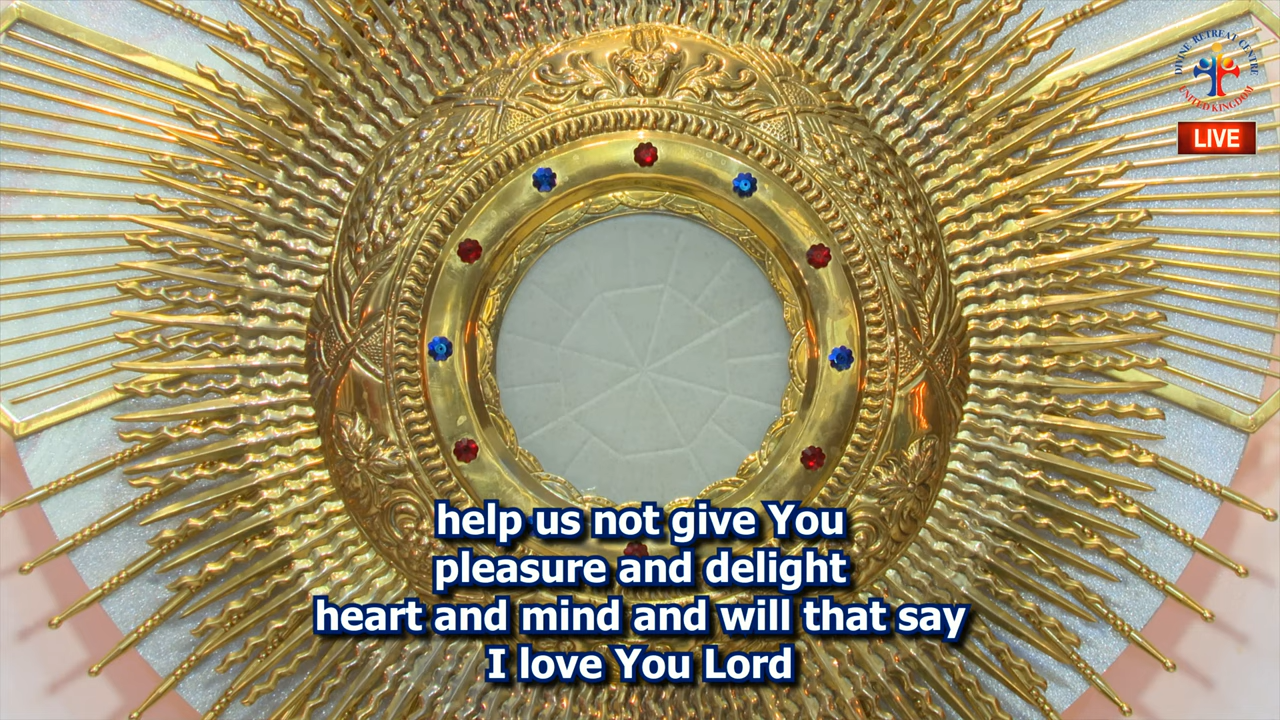 DIVINE RETREAT CENTRE
UNITED KINGDOM
LIVE
help us not give You
pleasure and delight
heart and mind and will that say
I love You Lord